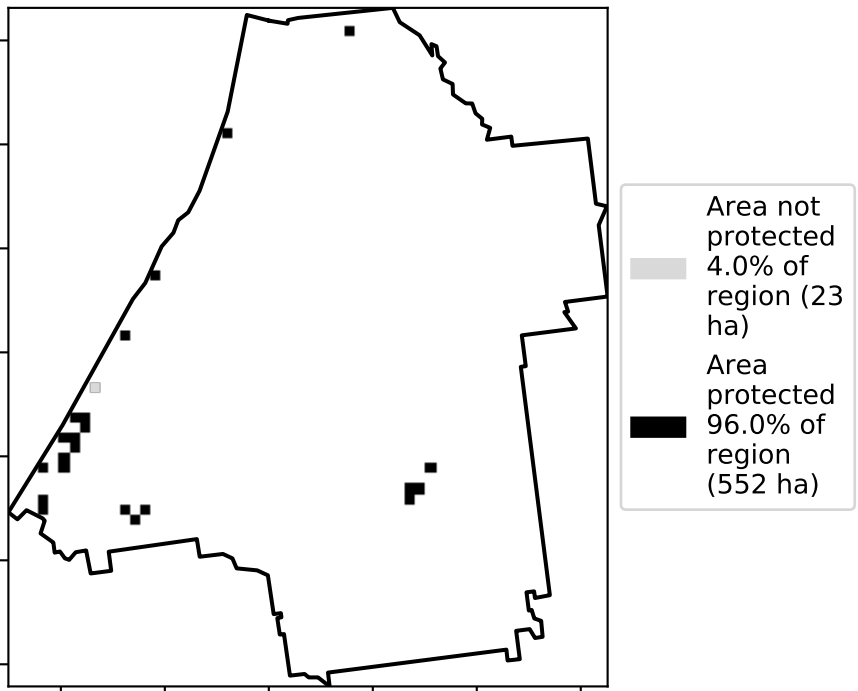 Area not
protected
4.0% of
region (23
ha)
Area
protected
96.0% of
region
(552 ha)